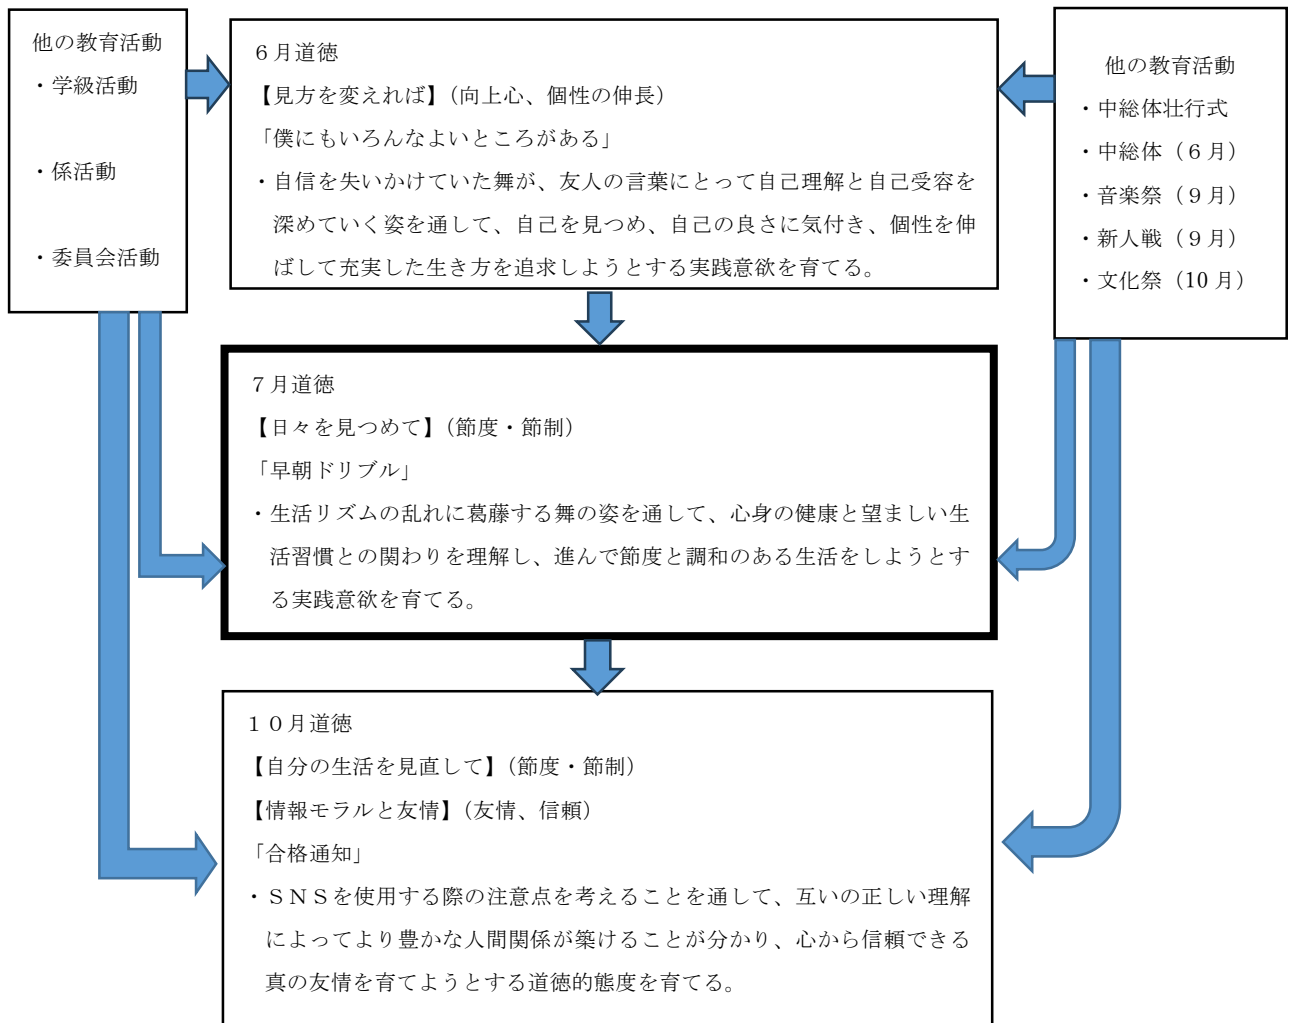 他の教育活動
・学級活動
・係活動
・委員会活動
６月道徳
【見方を変えれば】（向上心、個性の伸長）
「僕にもいろんなよいところがある」
・自信を失いかけていた舞が、友人の言葉にとって自己理解と自己受容を
深めていく姿を通して、自己を見つめ、自己の良さに気付き、個性を伸
ばして充実した生き方を追求しようとする実践意欲を育てる。
他の教育活動
・中総体壮行式
・中総体（６月）
・音楽祭（９月）
・新人戦（９月）
・文化祭（10 月）
７月道徳
【日々を見つめて】（節度・節制）
「早朝ドリブル」
・生活リズムの乱れに葛藤する舞の姿を通して、心身の健康と望ましい生
活習慣との関わりを理解し、進んで節度と調和のある生活をしようとす
る実践意欲を育てる。
１０月道徳
【自分の生活を見直して】（節度・節制）
【情報モラルと友情】（友情、信頼）
「合格通知」
・ＳＮＳを使用する際の注意点を考えることを通して、互いの正しい理解
によってより豊かな人間関係が築けることが分かり、心から信頼できる
真の友情を育てようとする道徳的態度を育てる。